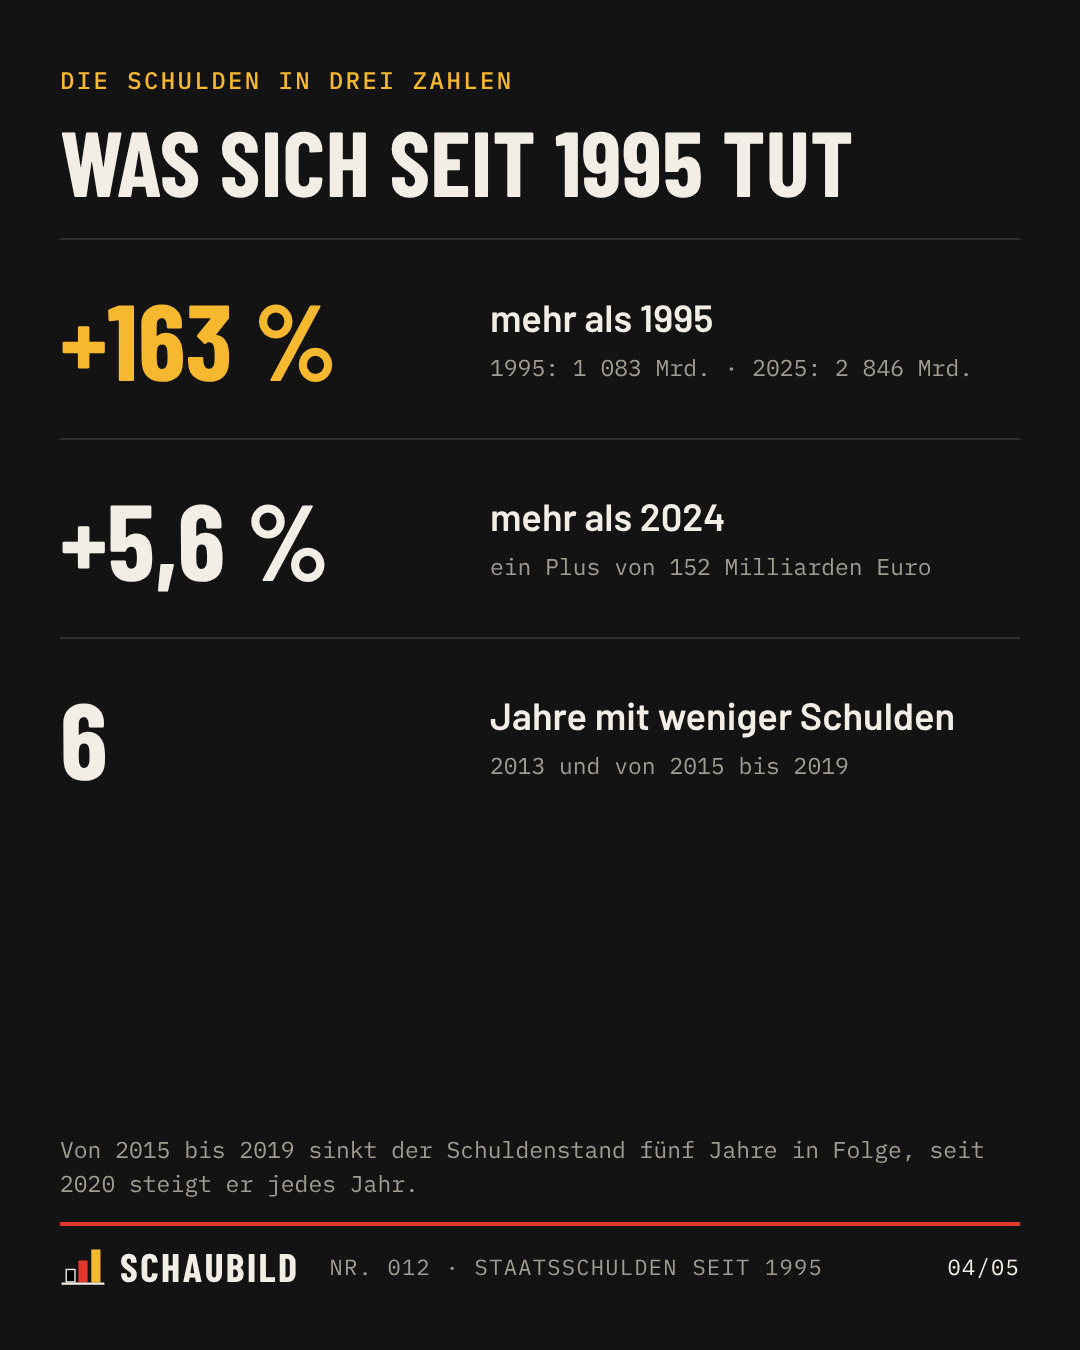 DIE SCHULDEN IN DREI ZAHLEN
WAS SICH SEIT 1995 TUT
+163 %
mehr als 1995
1995: 1 083 Mrd. · 2025: 2 846 Mrd.
+5,6 %
mehr als 2024
ein Plus von 152 Milliarden Euro
6
Jahre mit weniger Schulden
2013 und von 2015 bis 2019
Von 2015 bis 2019 sinkt der Schuldenstand fünf Jahre in Folge, seit
2020 steigt er jedes Jahr.
SCHAUBILD NR. 012 · STAATSSCHULDEN SEIT 1995 04/05